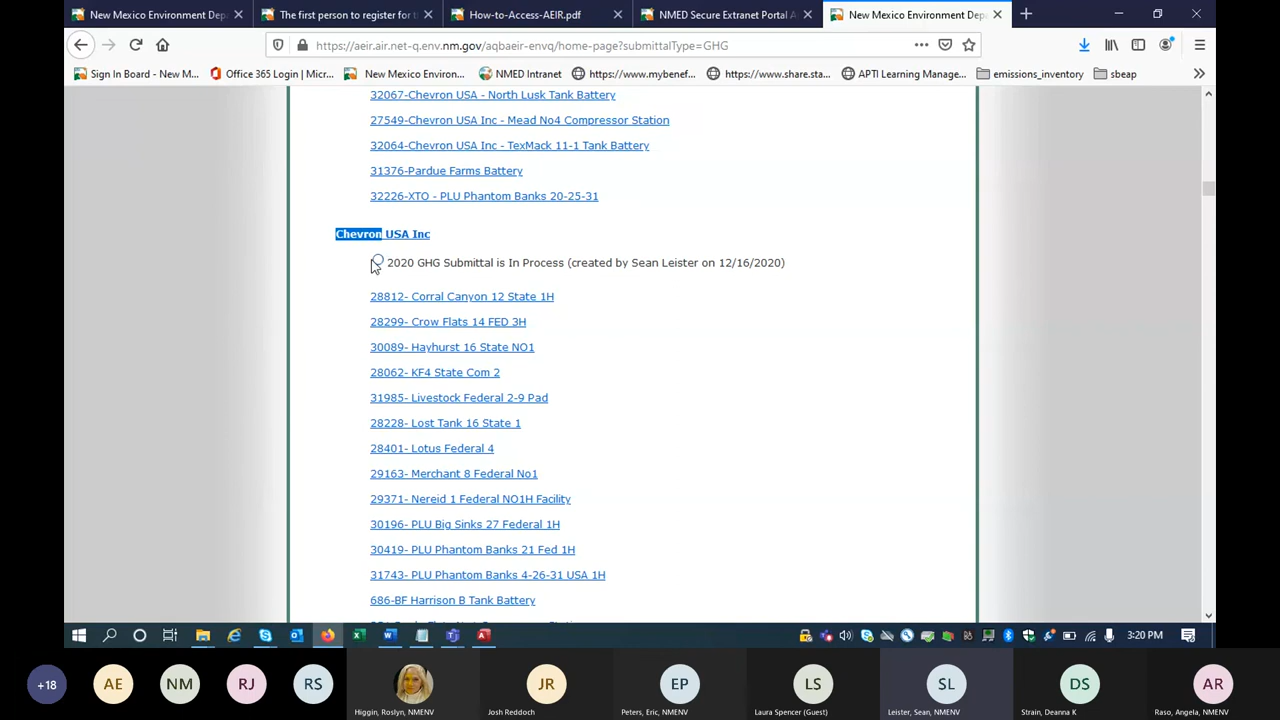 New Mexico Environment Dep
The first person to register for t
How-to-Access-AEIR.pdf
NMED Secure Extranet Portal A
New Mexico Environment Dep
https://aeir.air.net-q.env.nm.gov/aqbaeir-envq/home-page?submittalType=GHG
Sign In Board - New M...
Office 365 Login | Micr...
New Mexico Environ...
NMED Intranet
https://www.mybenef...
https://www.share.sta...
APTI Learning Manage...
emissions_inventory
sbeap
32067-Chevron USA - North Lusk Tank Battery
27549-Chevron USA Inc - Mead No4 Compressor Station
32064-Chevron USA Inc - TexMack 11-1 Tank Battery
31376-Pardue Farms Battery
32226-XTO - PLU Phantom Banks 20-25-31
Chevron USA Inc
2020 GHG Submittal is In Process (created by Sean Leister on 12/16/2020)
28812- Corral Canyon 12 State 1H
28299- Crow Flats 14 FED 3H
30089- Hayhurst 16 State NO1
28062- KF4 State Com 2
31985- Livestock Federal 2-9 Pad
28228- Lost Tank 16 State 1
28401- Lotus Federal 4
29163- Merchant 8 Federal No1
29371- Nereid 1 Federal NO1H Facility
30196- PLU Big Sinks 27 Federal 1H
30419- PLU Phantom Banks 21 Fed 1H
31743- PLU Phantom Banks 4-26-31 USA 1H
686-BF Harrison B Tank Battery
3:20 PM
+18
AE
NM
RJ
RS
Higgin, Roslyn, NMENV
JR
Josh Reddoch
EP
Peters, Eric, NMENV
LS
Laura Spencer (Guest)
SL
Leister, Sean, NMENV
DS
Strain, Deanna K
AR
Raso, Angela, NMENV